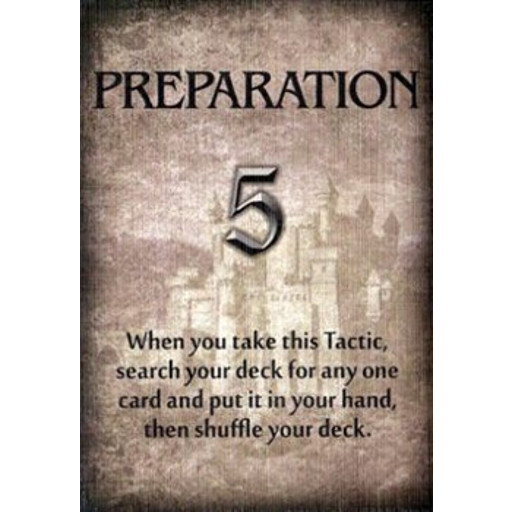 PREPARATION
5
When you take this Tactic,
search your deck for any one
card and put it in your hand,
then shuffle your deck.